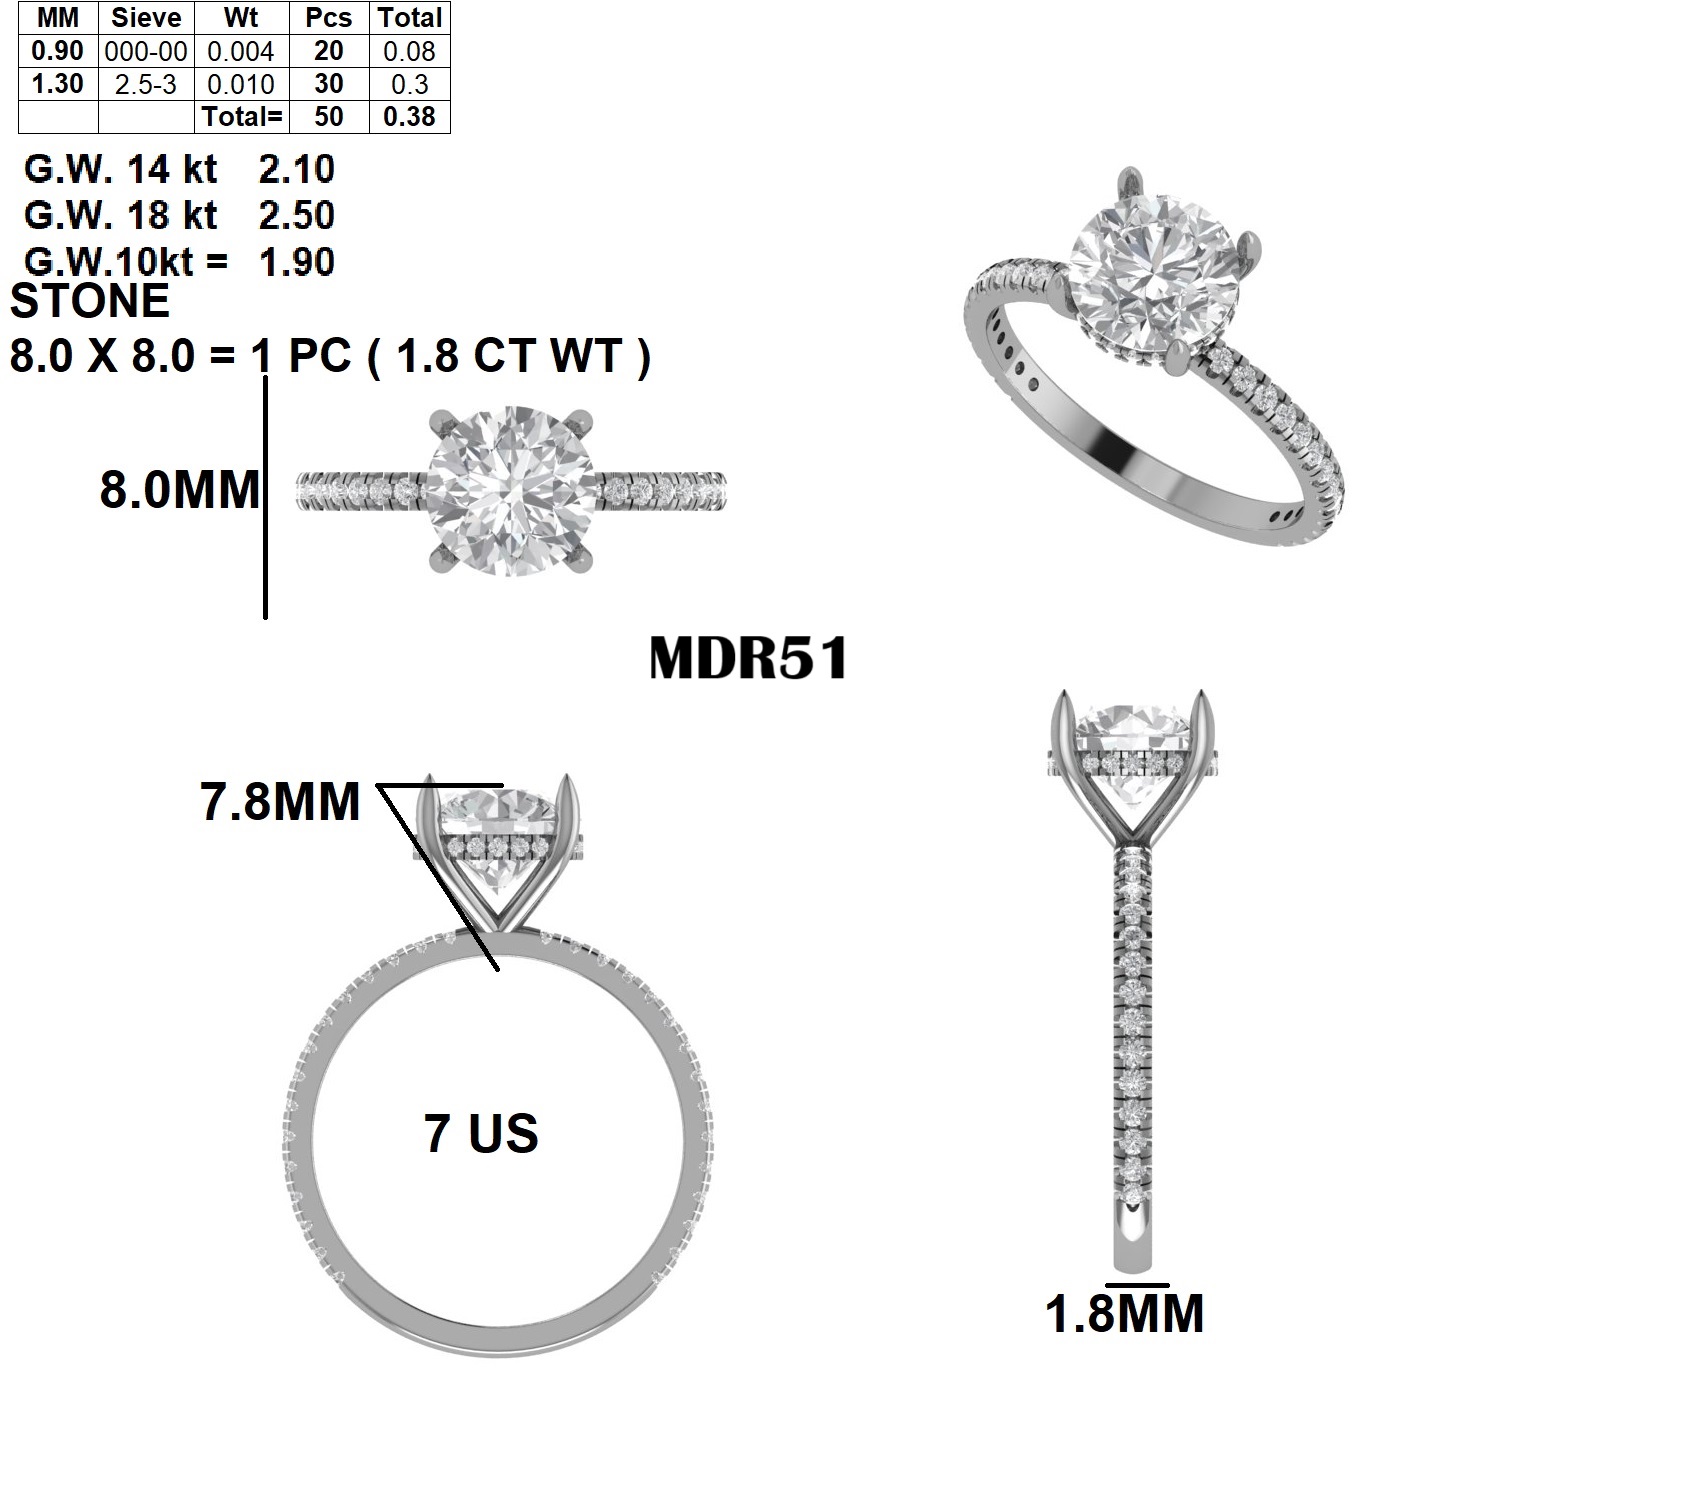 MM Sieve Wt Pcs Total
0.90 000-00 0.004 20 0.08
1.30 2.5-3 0.010 30 0.3
Total= 50 0.38
G.W. 14 kt 2.10
G.W. 18 kt 2.50
G.W.10kt = 1.90
STONE
8.0 X 8.0 = 1 PC ( 1.8 CT WT )
8.0MM
MDR51
7.8MM
7 US
1.8MM